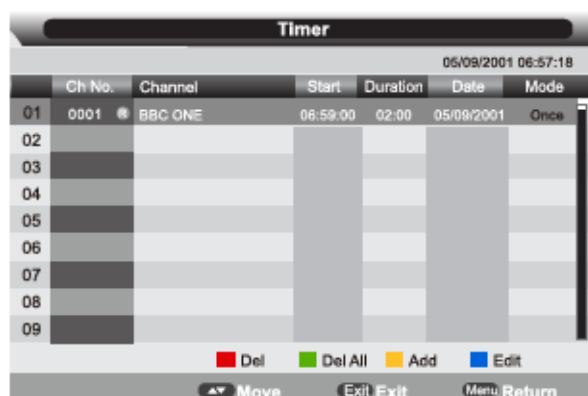 Timer
05/09/2001 06:57:18
Ch No. Channel Start Duration Date Mode
01 0001 ® BBC ONE 06:59:00 02:00 05/09/2001 Once
02
03
04
05
06
07
08
09
Del Del All Add Edit
▲▼ Move Exit Exit Menu Return